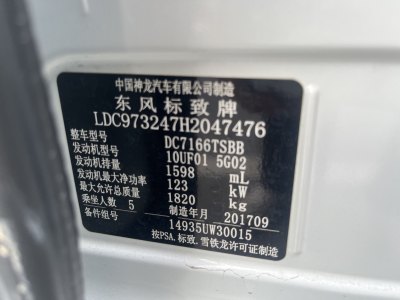 中国神龙汽车有限公司制造
东风标致牌
LDC973247H2047476
整车型号 DC7166TSBB
发动机型号 10UF01 5G02
发动机排量 1598 mL
发动机最大净功率 123 kW
最大允许总质量 1820 kg
乘坐人数 5 制造年月 201709
备件组号 14935UW30015
按PSA.标致.雪铁龙许可证制造